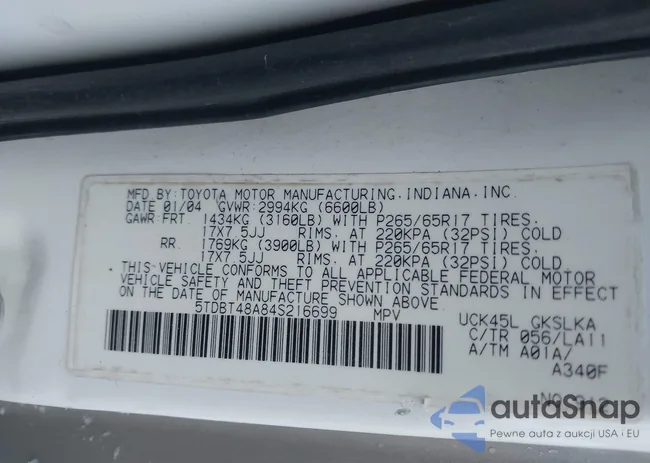 MFD.BY:TOYOTA MOTOR MANUFACTURING.INDIANA.INC.
DATE 01/04 GVWR:2994KG (6600LB)
GAWR:FRT 1434KG (3160LB) WITH P265/65R17 TIRES.
17X7.5JJ RIMS. AT 220KPA (32PSI) COLD
RR. 1769KG (3900LB) WITH P265/65R17 TIRES.
17X7.5JJ RIMS. AT 220KPA (32PSI) COLD
THIS VEHICLE CONFORMS TO ALL APPLICABLE FEDERAL MOTOR
VEHICLE SAFETY AND THEFT PREVENTION STANDARDS IN EFFECT
ON THE DATE OF MANUFACTURE SHOWN ABOVE
5TDBT48A84S216699 MPV
UCK45L GKSLKA
C/TR 056/LA11
A/TM A01A/
A340F
autoSnap
Pewne auta z aukcji USA i EU